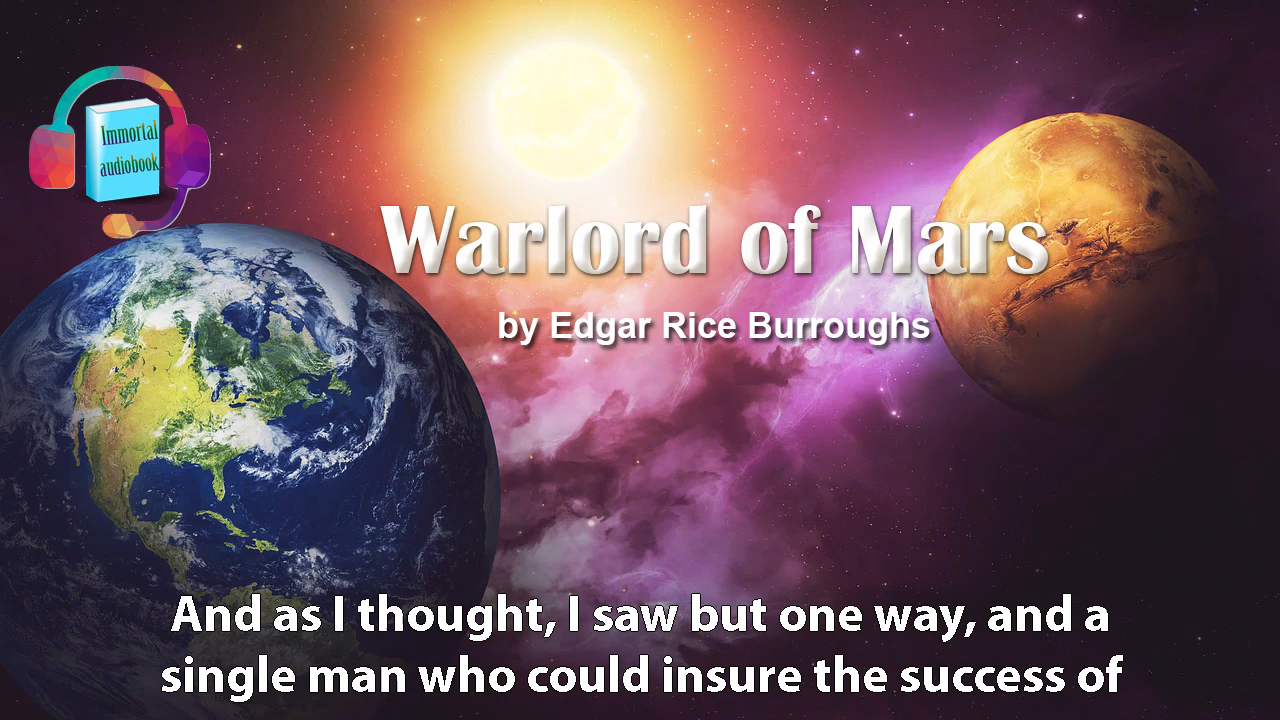 Immortal
audiobook
Warlord of Mars
by Edgar Rice Burroughs
And as I thought, I saw but one way, and a
single man who could insure the success of